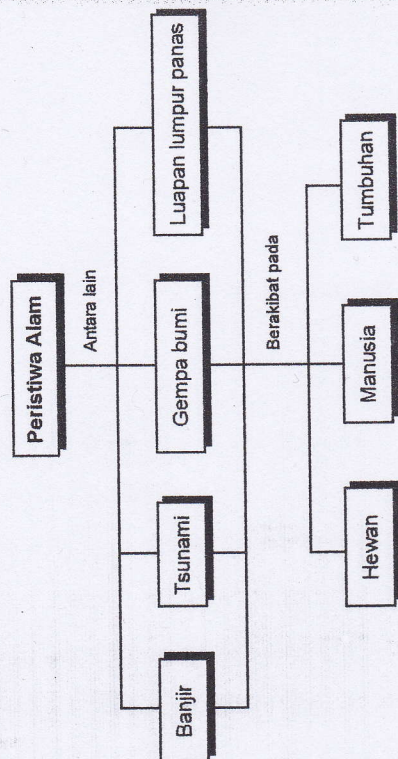 Peristiwa Alam
Antara lain
Banjir
Tsunami
Gempa bumi
Luapan lumpur panas
Berakibat pada
Hewan
Manusia
Tumbuhan